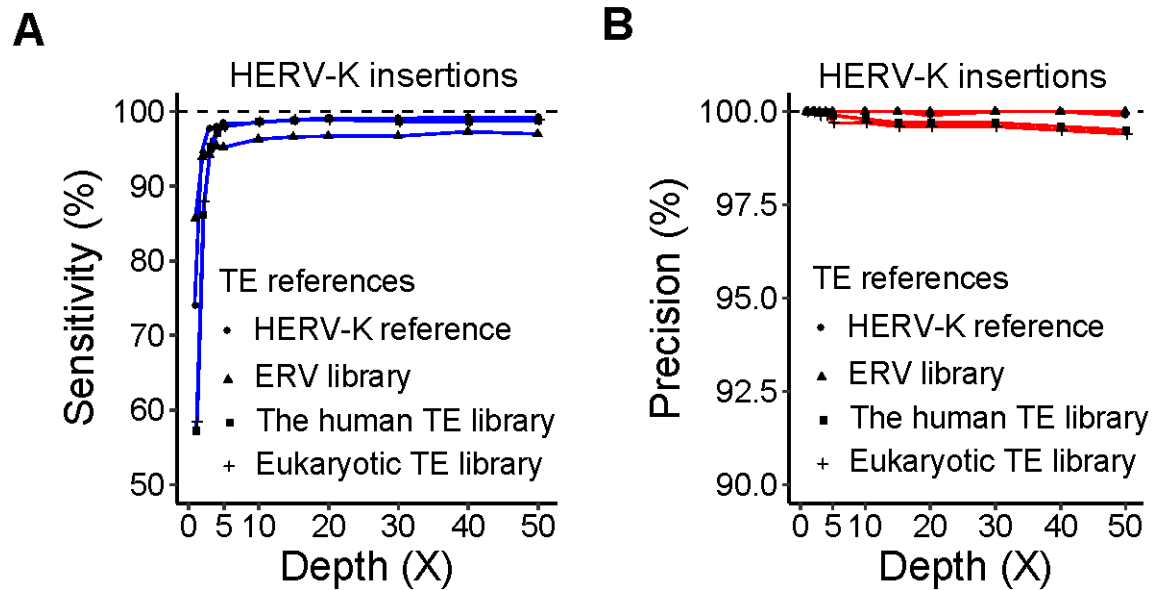 A
HERV-K insertions
Sensitivity (%)
100
90
80
70
60
50
TE references
HERV-K reference
ERV library
The human TE library
Eukaryotic TE library
0 5 10 20 30 40 50
Depth (X)
B
HERV-K insertions
Precision (%)
100.0
97.5
95.0
92.5
90.0
TE references
HERV-K reference
ERV library
The human TE library
Eukaryotic TE library
0 5 10 20 30 40 50
Depth (X)